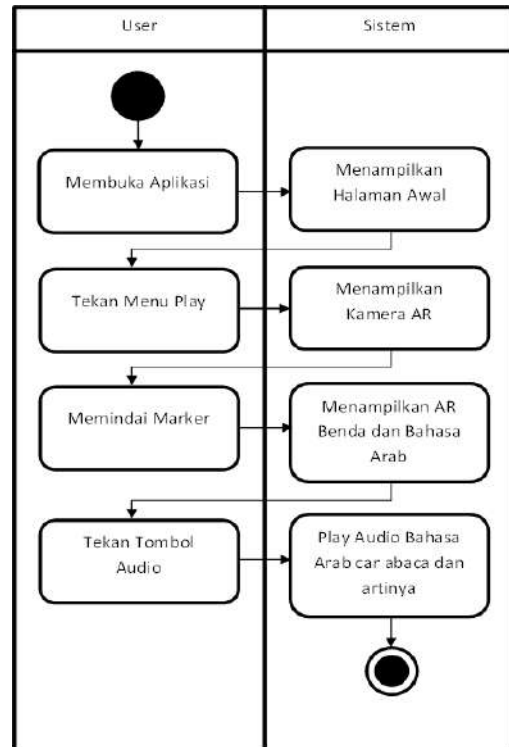 User
Sistem
Membuka Aplikasi
Menampilkan
Halaman Awal
Tekan Menu Play
Menampilkan
Kamera AR
Memindai Marker
Menampilkan AR
Benda dan Bahasa
Arab
Tekan Tombol
Audio
Play Audio Bahasa
Arab car abaca dan
artinya